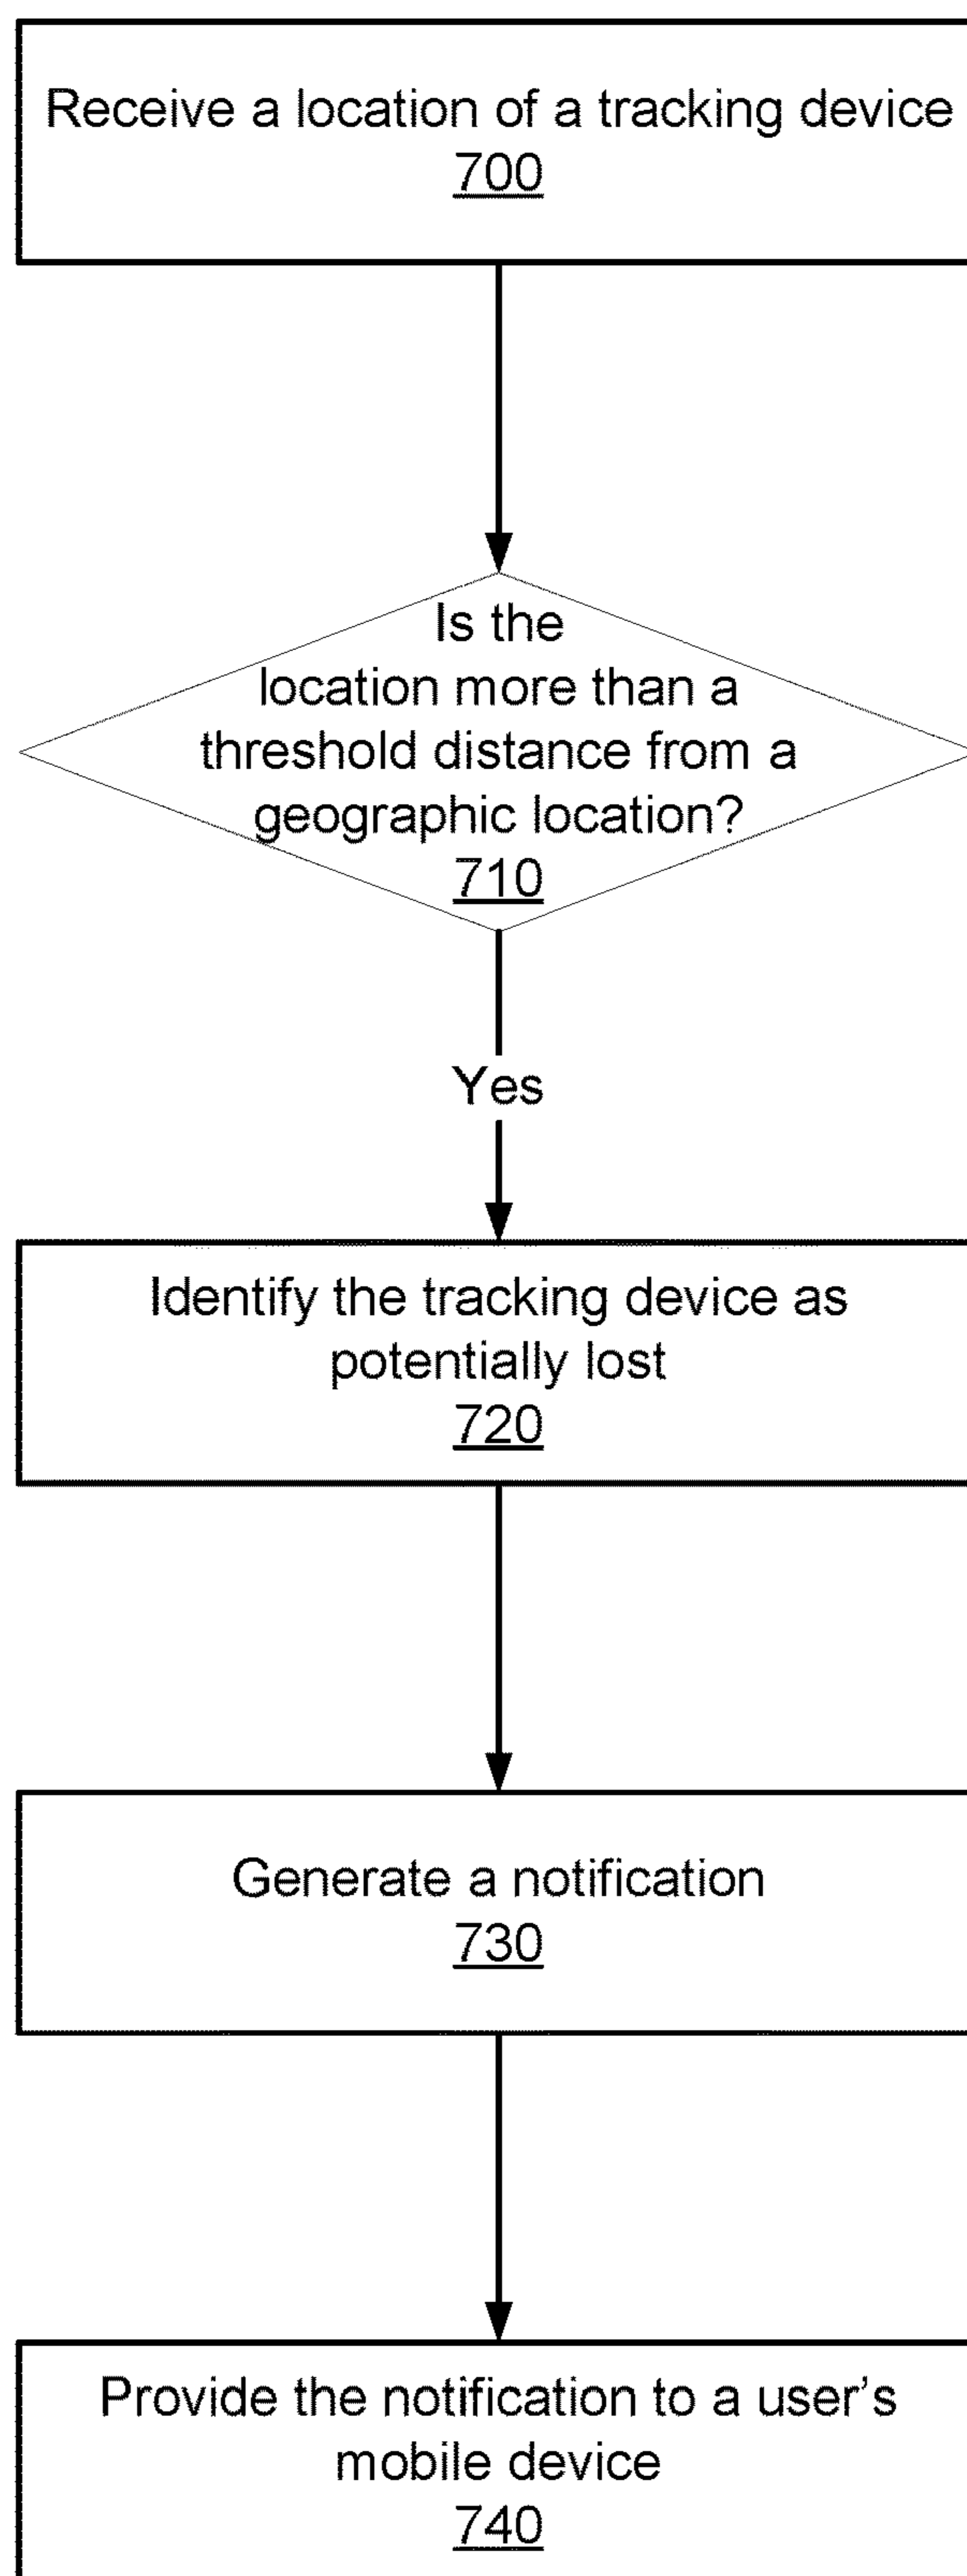 Receive a location of a tracking device
700
Is the
location more than a
threshold distance from a
geographic location?
710
Yes
Identify the tracking device as
potentially lost
720
Generate a notification
730
Provide the notification to a user's
mobile device
740